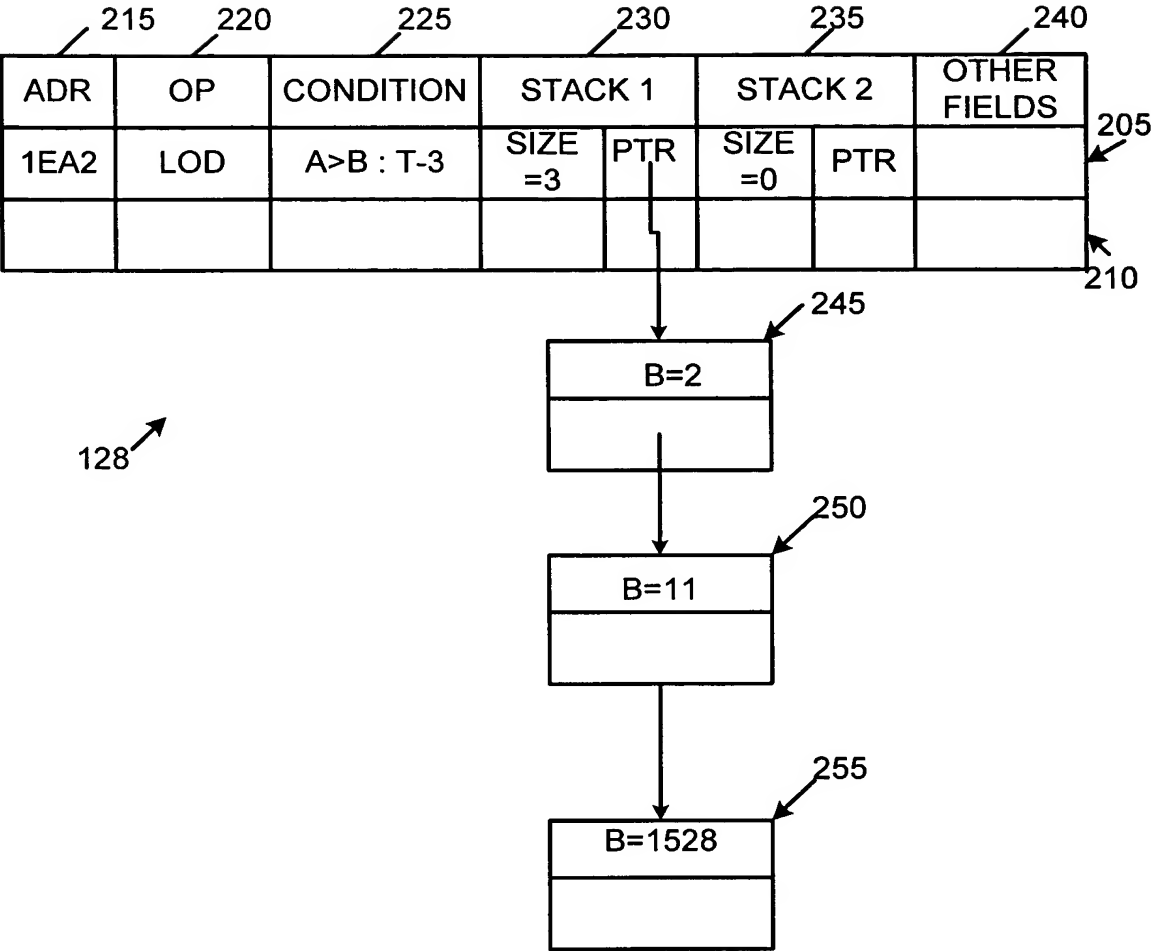 215 220 225 230 235 240
ADR OP CONDITION STACK 1 STACK 2 OTHER
FIELDS
205
1EA2 LOD A>B : T-3 SIZE
=3 PTR SIZE
=0 PTR
210
245
B=2
128
250
B=11
255
B=1528